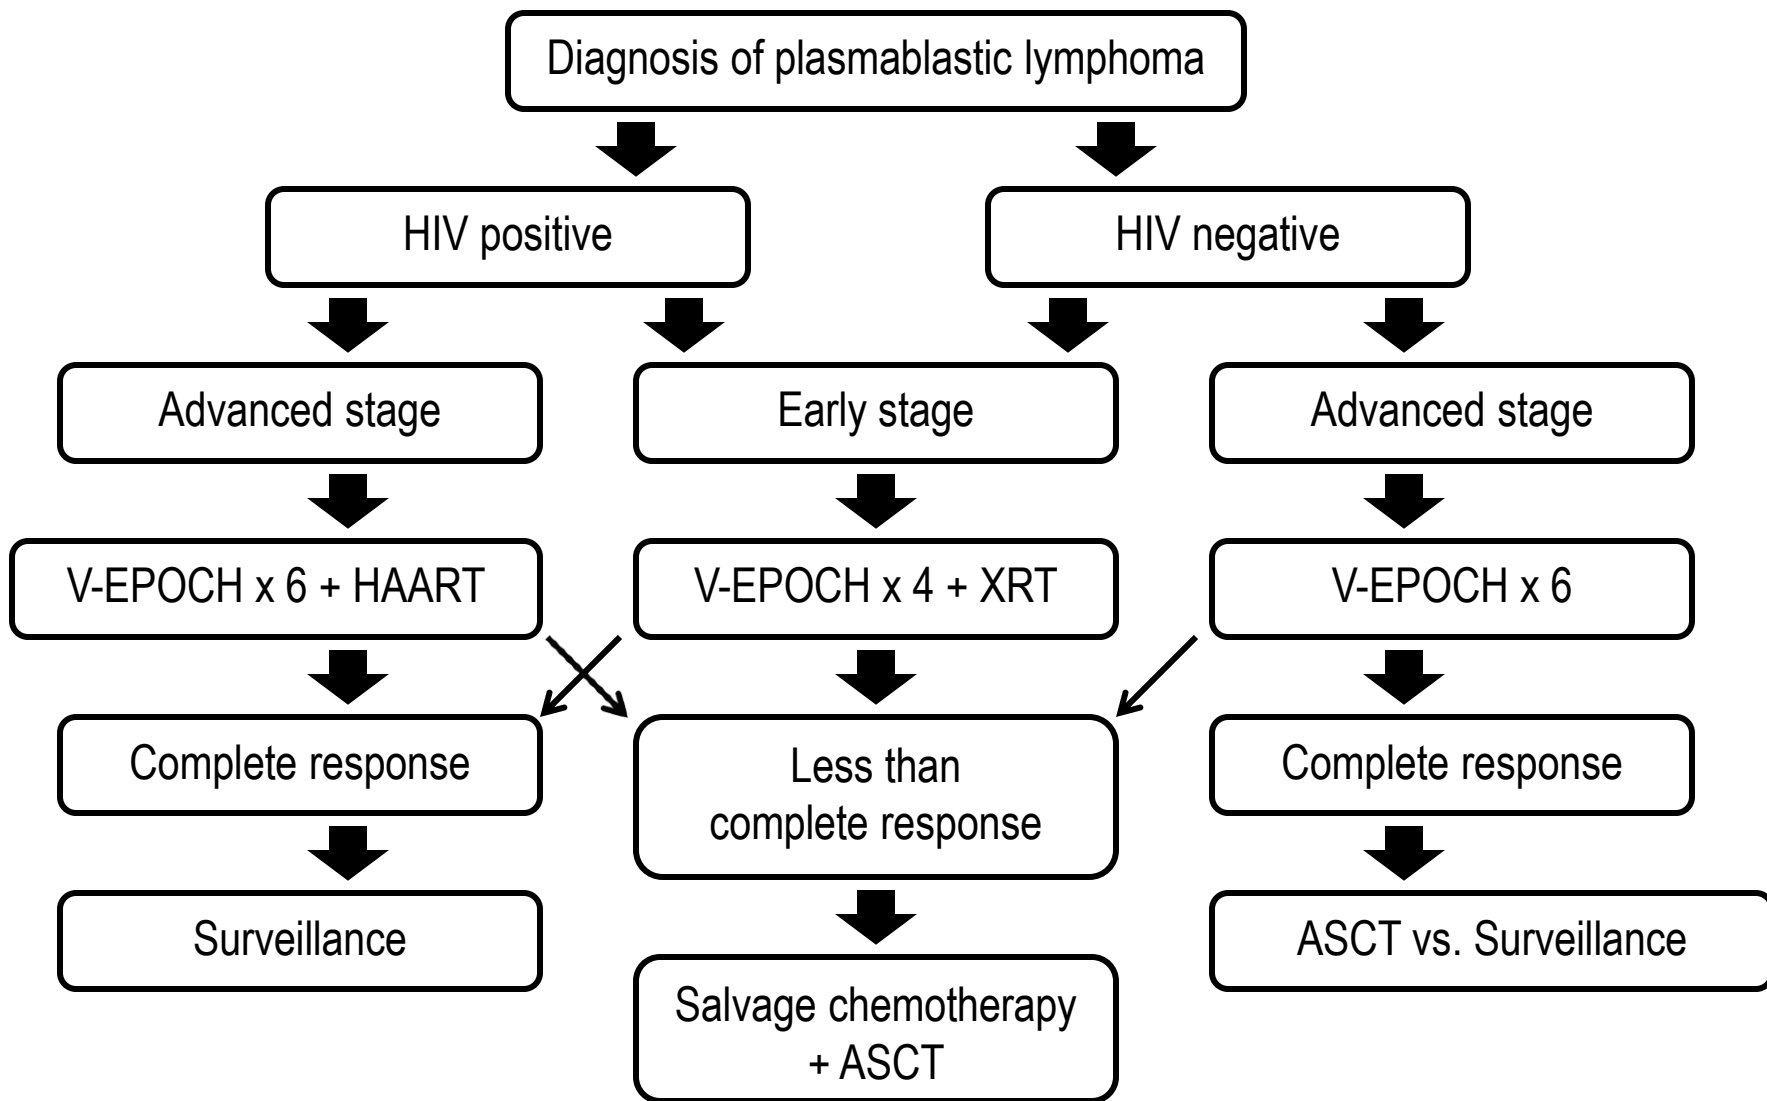 Diagnosis of plasmablastic lymphoma
HIV positive
HIV negative
Advanced stage
Early stage
Advanced stage
V-EPOCH x 6 + HAART
V-EPOCH x 4 + XRT
V-EPOCH x 6
Complete response
Less than
complete response
Complete response
Surveillance
Salvage chemotherapy
+ ASCT
ASCT vs. Surveillance